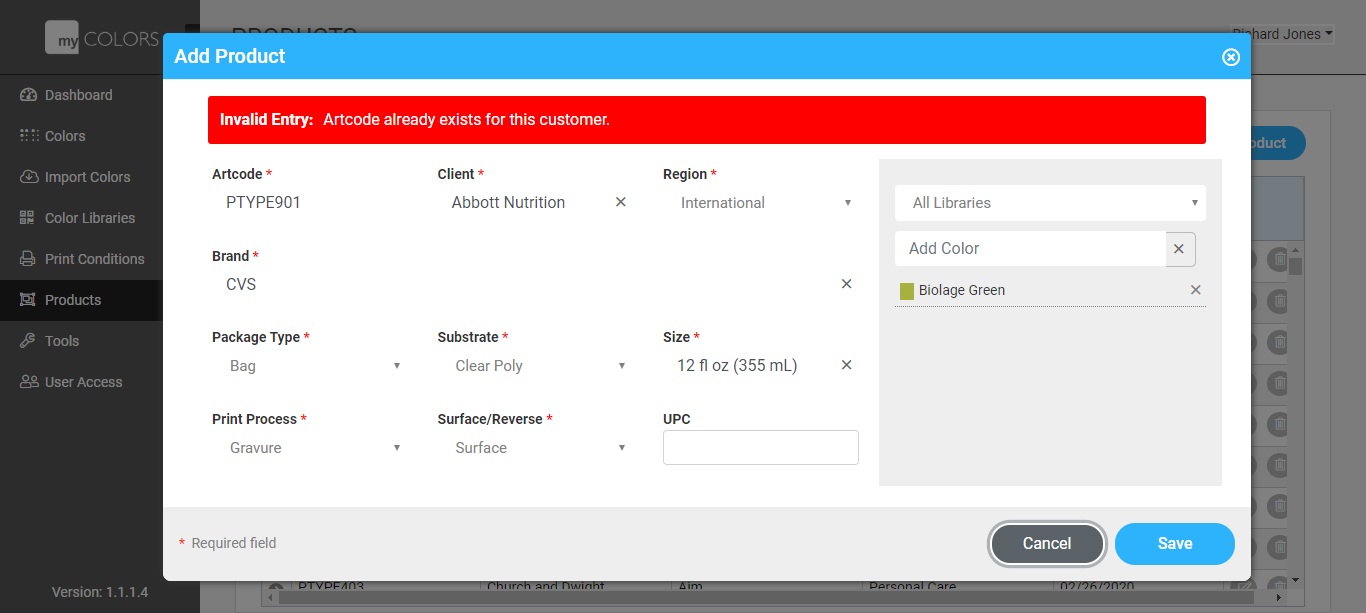 my COLORS
PRODUCTS
Richard Jones
Add Product
Dashboard
Colors
Import Colors
Color Libraries
Print Conditions
Products
Tools
User Access
Version: 1.1.1.4
Invalid Entry: Artcode already exists for this customer.
Artcode * Client * Region *
PTYPE901 Abbott Nutrition × International
Brand *
CVS ×
Package Type * Substrate * Size *
Bag Clear Poly 12 fl oz (355 mL) ×
Print Process * Surface/Reverse * UPC
Gravure Surface
All Libraries
Add Color ×
Biolage Green ×
* Required field
Cancel Save
PTYPE403 Church and Dwight Aim Personal Care 02/26/2020